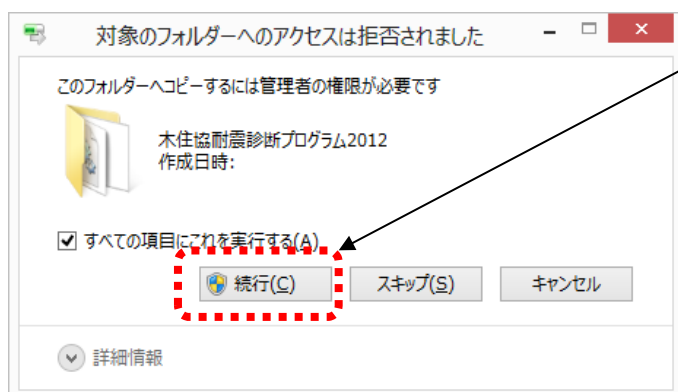 対象のフォルダーへのアクセスは拒否されました
このフォルダーへコピーするには管理者の権限が必要です
木住協耐震診断プログラム2012
作成日時:
すべての項目にこれを実行する(A)
続行(C) スキップ(S) キャンセル
詳細情報